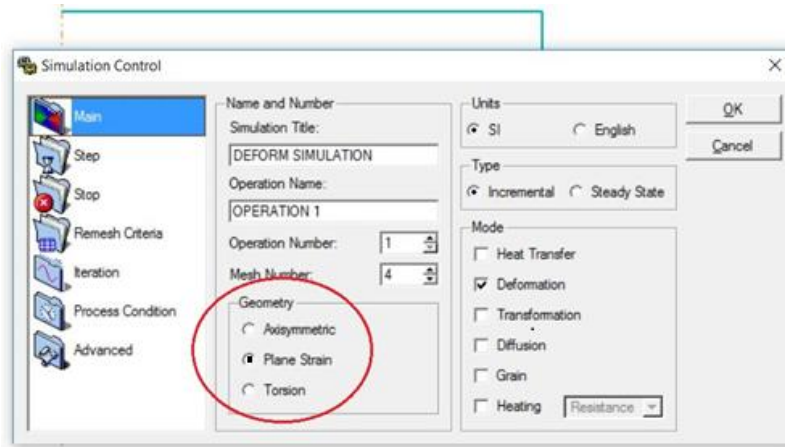 Simulation Control
Main
Step
Stop
Remesh Criteria
Iteration
Process Condition
Advanced
Name and Number
Simulation Title:
DEFORM SIMULATION
Operation Name:
OPERATION 1
Operation Number: 1
Mesh Number: 4
Geometry
Axisymmetric
Plane Strain
Torsion
Units
SI English
Type
Incremental Steady State
Mode
Heat Transfer
Deformation
Transformation
Diffusion
Grain
Heating Resistance
OK
Cancel